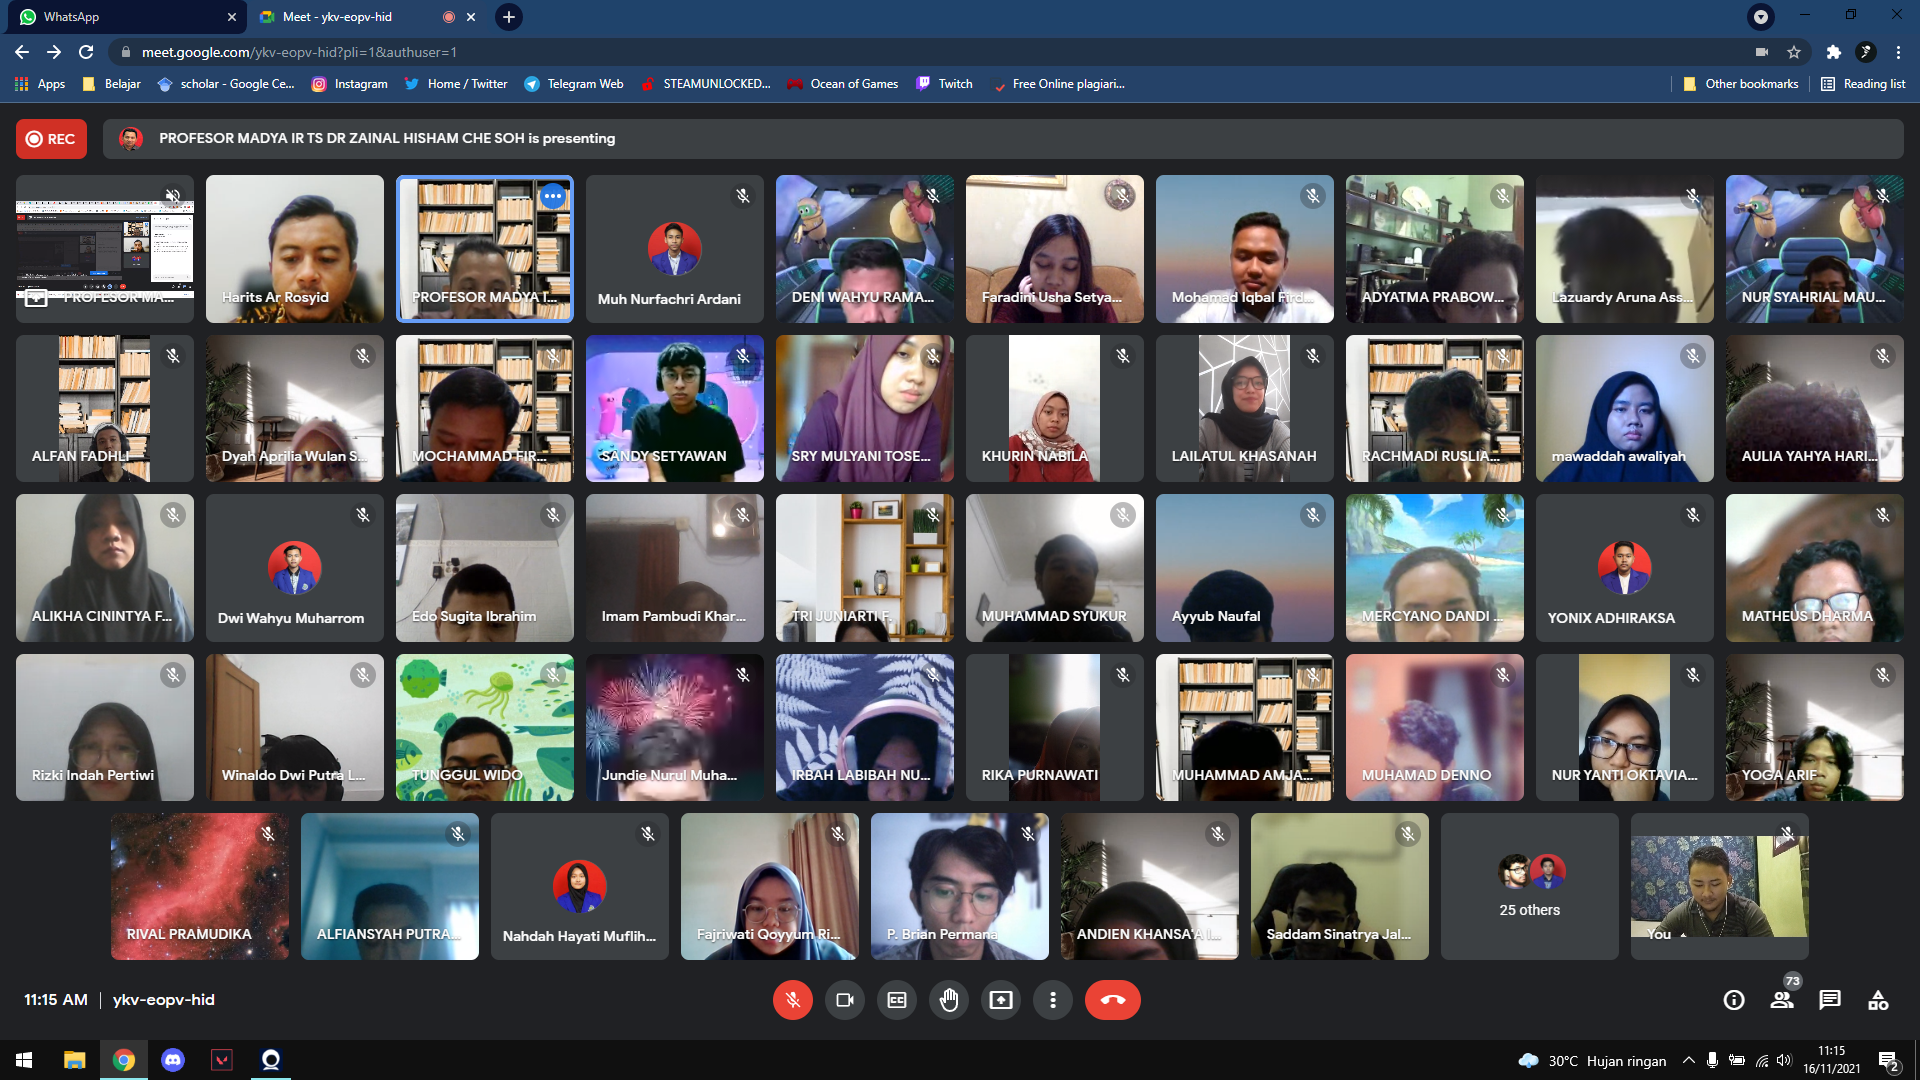 WhatsApp
Meet - ykv-eopv-hid
meet.google.com/ykv-eopv-hid?pli=1&authuser=1
Apps
Belajar
scholar - Google Ce...
Instagram
Home / Twitter
Telegram Web
STEAMUNLOCKED...
Ocean of Games
Twitch
Free Online plagiari...
Other bookmarks
Reading list
REC
PROFESOR MADYA IR TS DR ZAINAL HISHAM CHE SOH is presenting
PROFESOR MA...
Harits Ar Rosyid
PROFESOR MADYA I...
Muh Nurfachri Ardani
DENI WAHYU RAMA...
Faradini Usha Setya...
Mohamad Iqbal Fird...
ADYATMA PRABOW...
Lazuardy Aruna Ass...
NUR SYAHRIAL MAU...
ALFAN FADHLI
Dyah Aprilia Wulan S...
MOCHAMMAD FIR...
SANDY SETYAWAN
SRY MULYANI TOSE...
KHURIN NABILA
LAILATUL KHASANAH
RACHMADI RUSLIA...
mawaddah awaliyah
AULIA YAHYA HARI...
ALIKHA CININTYA F...
Dwi Wahyu Muharrom
Edo Sugita Ibrahim
Imam Pambudi Khar...
TRI JUNIARTI F.
MUHAMMAD SYUKUR
Ayyub Naufal
MERCYANO DANDI ...
YONIX ADHIRAKSA
MATHEUS DHARMA
Rizki Indah Pertiwi
Winaldo Dwi Putra L...
TUNGGUL WIDO
Jundie Nurul Muha...
IRBAH LABIBAH NU...
RIKA PURNAWATI
MUHAMMAD AMJA...
MUHAMAD DENNO
NUR YANTI OKTAVIA...
YOGA ARIF
RIVAL PRAMUDIKA
ALFIANSYAH PUTRA...
Nahdah Hayati Muflih...
Fajriwati Qoyyum Ri...
P. Brian Permana
ANDIEN KHANSA'A I...
Saddam Sinatrya Jal...
25 others
You
11:15 AM | ykv-eopv-hid
73
30°C Hujan ringan
11:15
16/11/2021
2